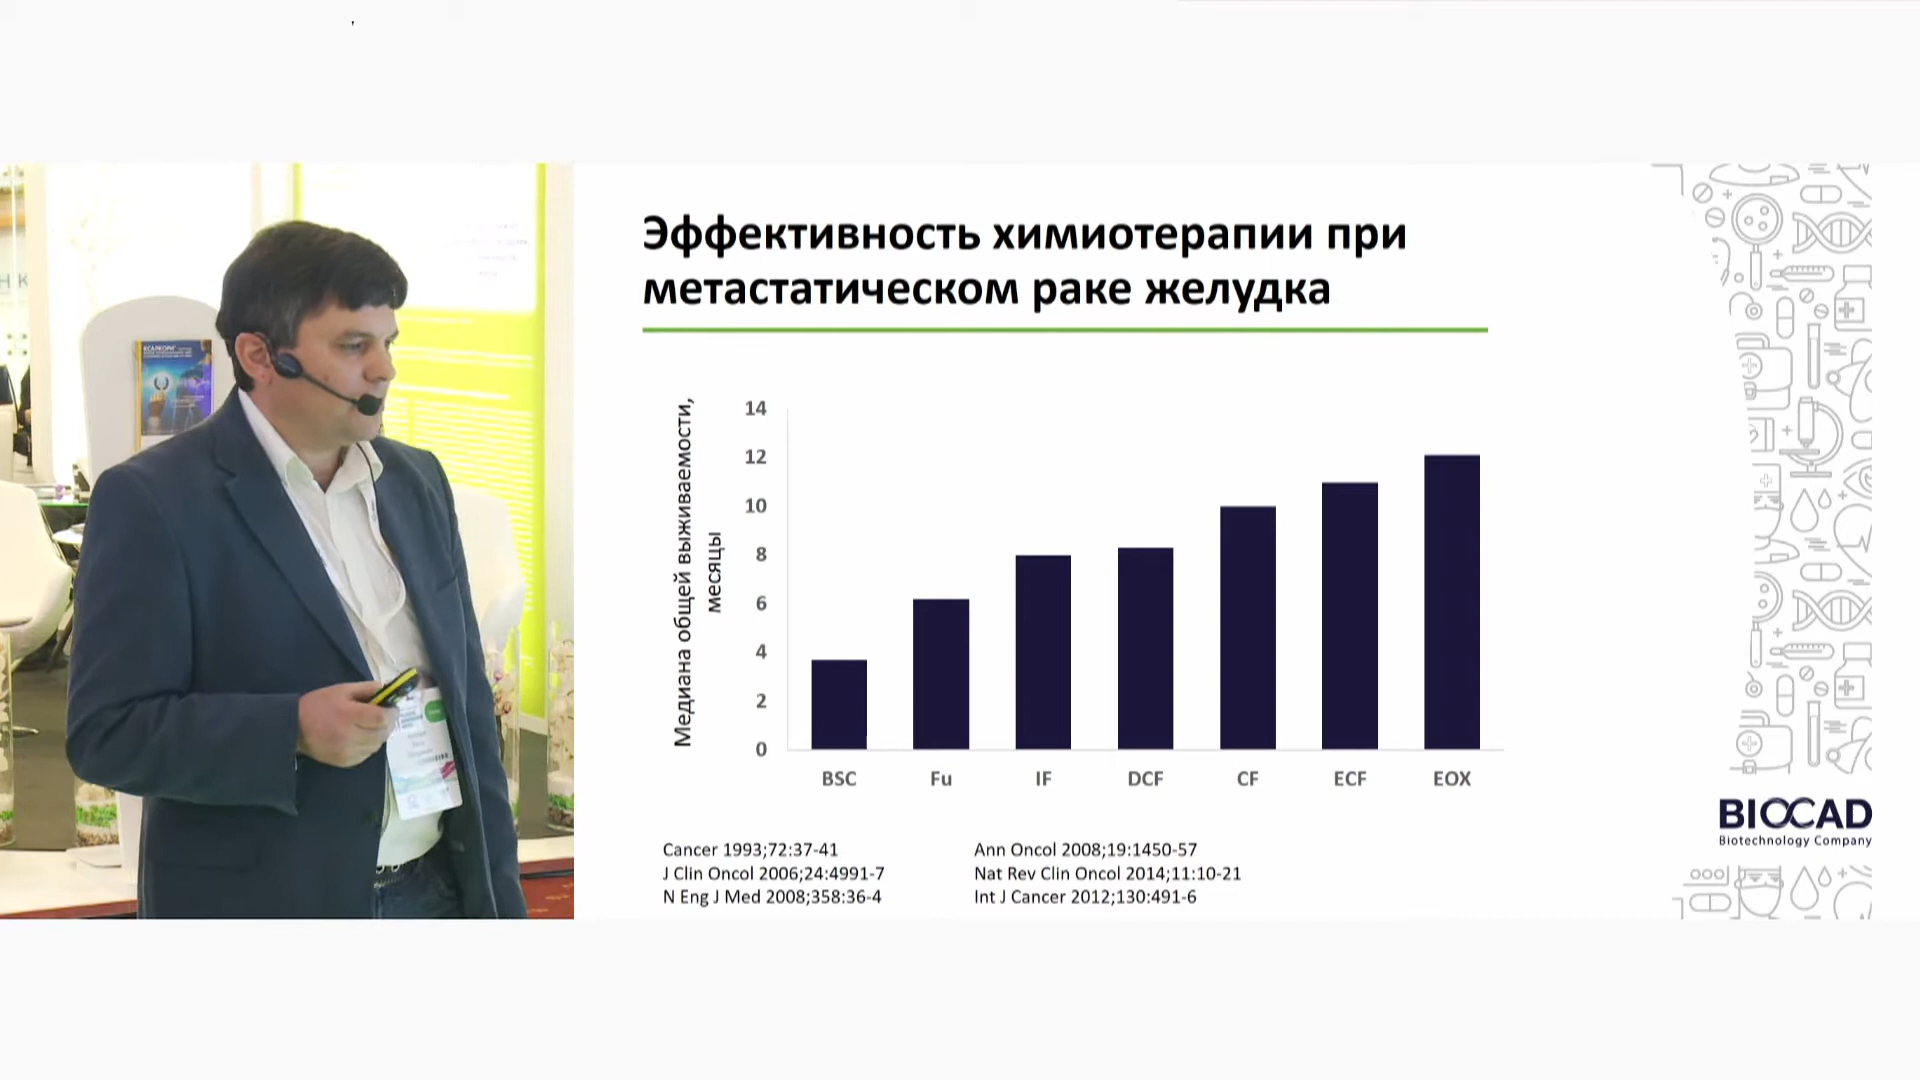 КСАЛКОРИ
Эффективность химиотерапии при
метастатическом раке желудка
Медиана общей выживаемости,
месяцы
14
12
10
8
6
4
2
0
BSC Fu IF DCF CF ECF EOX
Cancer 1993;72:37-41
J Clin Oncol 2006;24:4991-7
N Eng J Med 2008;358:36-4
Ann Oncol 2008;19:1450-57
Nat Rev Clin Oncol 2014;11:10-21
Int J Cancer 2012;130:491-6
BIOCAD
Biotechnology Company